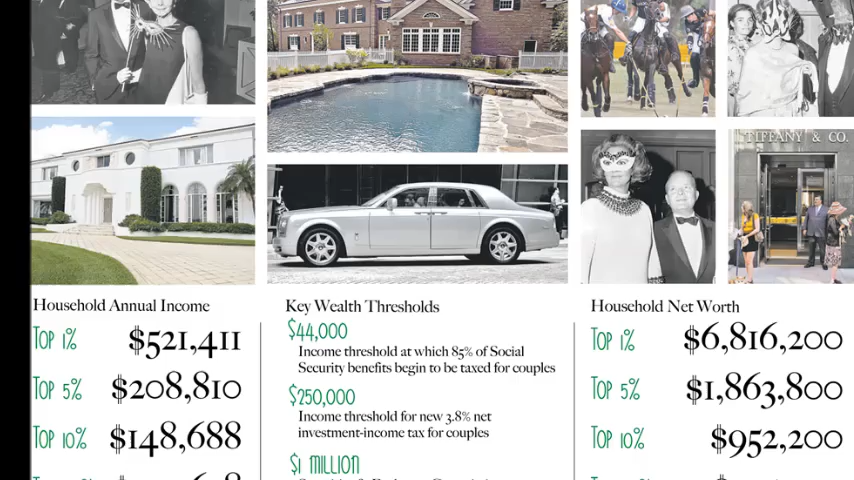 TIFFANY & CO.
Household Annual Income
Top 1% $521,411
Top 5% $208,810
Top 10% $148,688
Key Wealth Thresholds
$44,000
Income threshold at which 85% of Social
Security benefits begin to be taxed for couples
$250,000
Income threshold for new 3.8% net
investment-income tax for couples
$1 MILLION
Household Net Worth
Top 1% $6,816,200
Top 5% $1,863,800
Top 10% $952,200